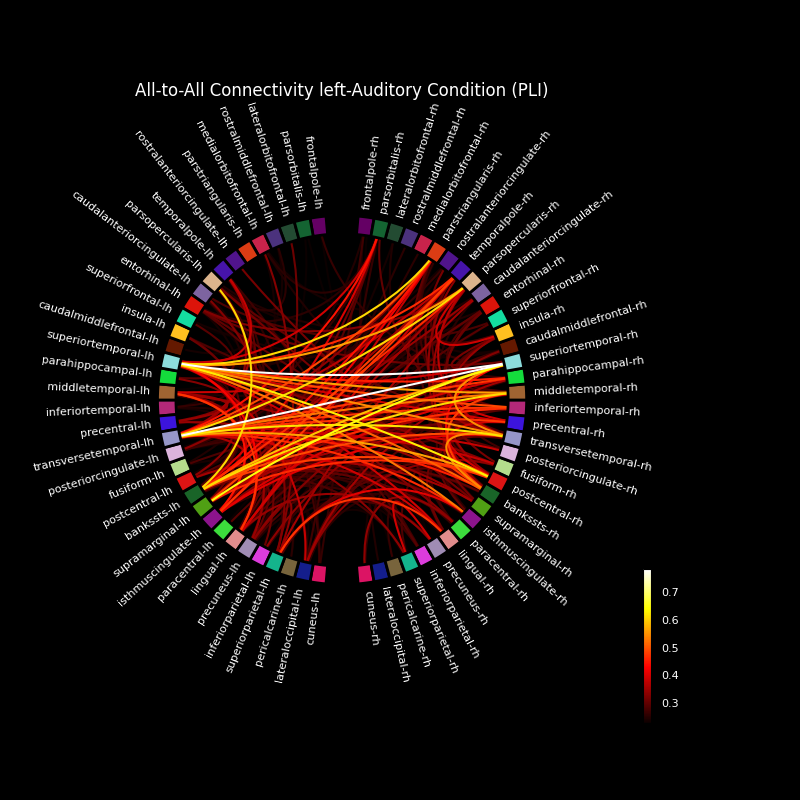 All-to-All Connectivity left-Auditory Condition (PLI)
frontalpole-lh
parsorbitalis-lh
lateralorbitofrontal-lh
rostralmiddlefrontal-lh
medialorbitofrontal-lh
parstriangularis-lh
rostralanteriorcingulate-lh
temporalpole-lh
parsopercularis-lh
caudalanteriorcingulate-lh
entorhinal-lh
superiorfrontal-lh
insula-lh
caudalmiddlefrontal-lh
superiortemporal-lh
parahippocampal-lh
middletemporal-lh
inferiortemporal-lh
precentral-lh
transversetemporal-lh
posteriorcingulate-lh
fusiform-lh
postcentral-lh
bankssts-lh
supramarginal-lh
isthmuscingulate-lh
paracentral-lh
lingual-lh
precuneus-lh
inferiorparietal-lh
superiorparietal-lh
pericalcarine-lh
lateraloccipital-lh
cuneus-lh
frontalpole-rh
parsorbitalis-rh
lateralorbitofrontal-rh
rostralmiddlefrontal-rh
medialorbitofrontal-rh
parstriangularis-rh
rostralanteriorcingulate-rh
temporalpole-rh
parsopercularis-rh
caudalanteriorcingulate-rh
entorhinal-rh
superiorfrontal-rh
insula-rh
caudalmiddlefrontal-rh
superiortemporal-rh
parahippocampal-rh
middletemporal-rh
inferiortemporal-rh
precentral-rh
transversetemporal-rh
posteriorcingulate-rh
fusiform-rh
postcentral-rh
bankssts-rh
supramarginal-rh
isthmuscingulate-rh
paracentral-rh
lingual-rh
precuneus-rh
inferiorparietal-rh
superiorparietal-rh
pericalcarine-rh
lateraloccipital-rh
cuneus-rh
0.7
0.6
0.5
0.4
0.3